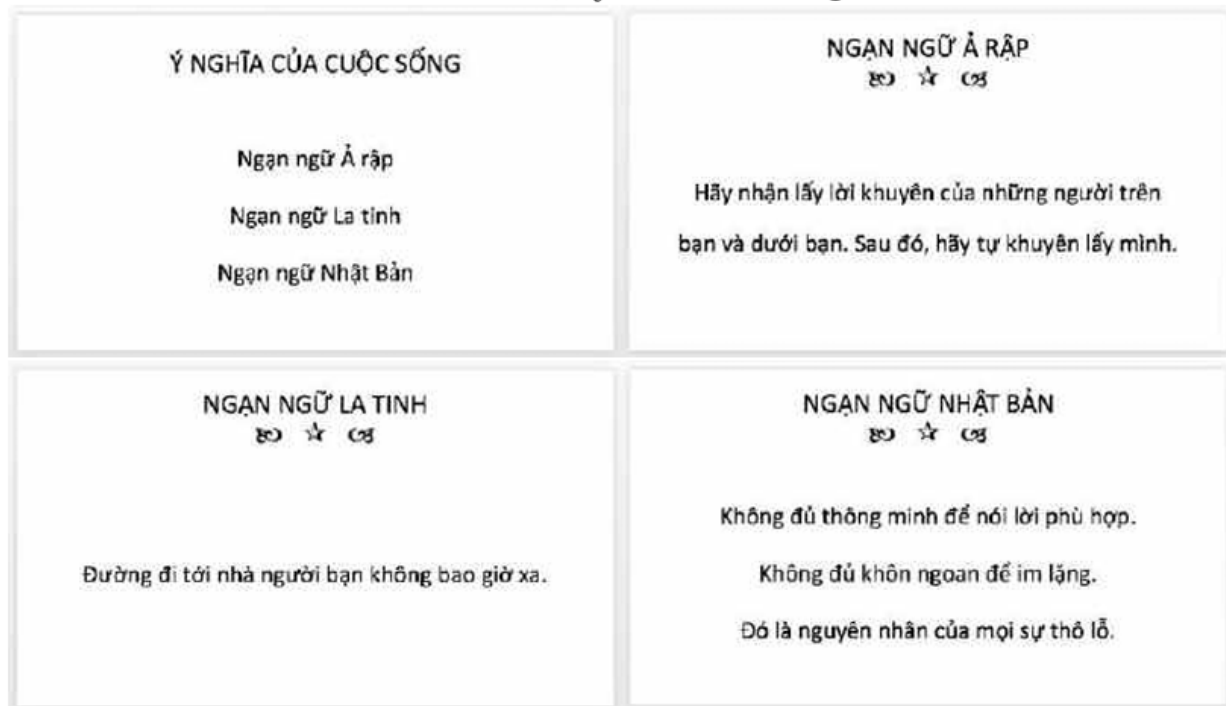 Ý NGHĨA CỦA CUỘC SỐNG
Ngạn ngữ Ả rập
Ngạn ngữ La tinh
Ngạn ngữ Nhật Bản
NGẠN NGỮ Ả RẬP
Hãy nhận lấy lời khuyên của những người trên
bạn và dưới bạn. Sau đó, hãy tự khuyên lấy mình.
NGẠN NGỮ LA TINH
Đường đi tới nhà người bạn không bao giờ xa.
NGẠN NGỮ NHẬT BẢN
Không đủ thông minh để nói lời phù hợp.
Không đủ khôn ngoan để im lặng.
Đó là nguyên nhân của mọi sự thô lỗ.